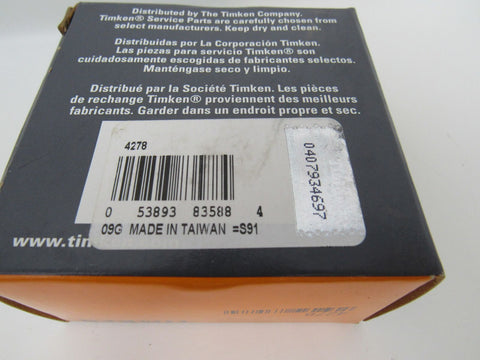 Distributed by The Timken Company.
Timken® Service Parts are carefully chosen from
select manufacturers. Keep dry and clean.
Distribuidas por La Corporación Timken.
Las piezas para servicio Timken® son
cuidadosamente escogidas de fabricantes selectos.
Manténgase seco y limpio.
Distribué par la Société Timken. Les pièces
de rechange Timken® proviennent des meilleurs
fabricants. Garder dans un endroit propre et sec.
4278
0 53893 83588 4
09G MADE IN TAIWAN =S91
0407934697
www.tim